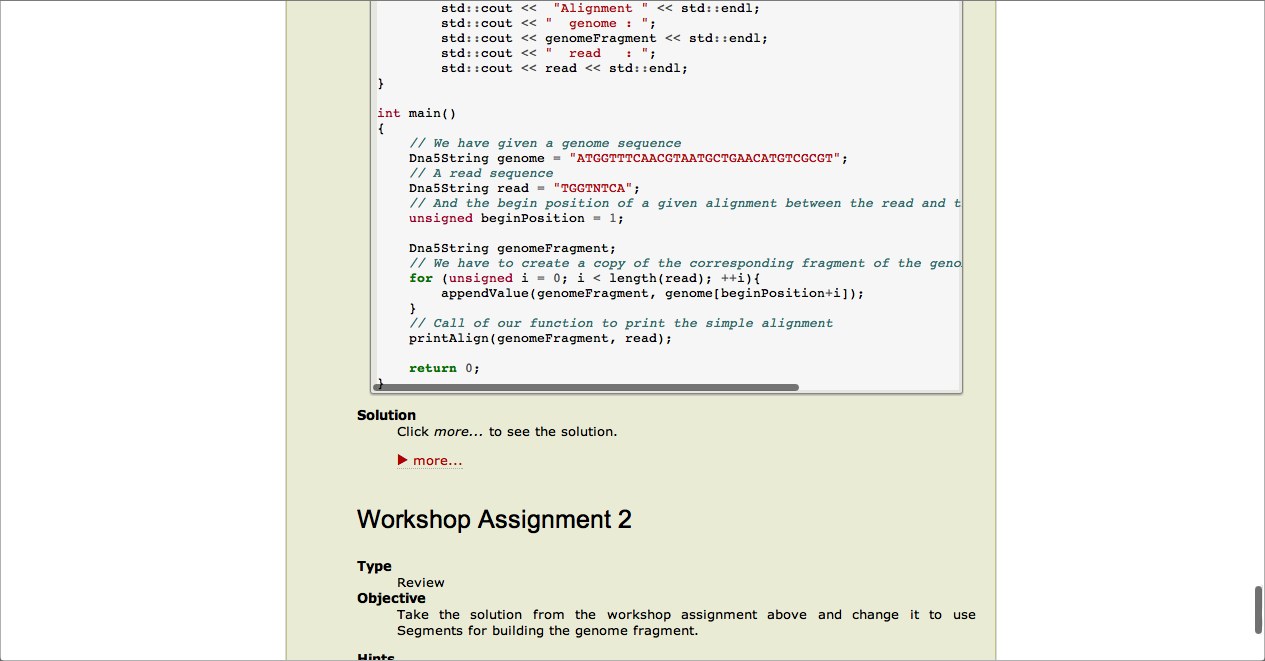 std::cout <<  "Alignment " << std::endl;
std::cout << "  genome : ";
std::cout << genomeFragment << std::endl;
std::cout << "  read   : ";
std::cout << read << std::endl;
}
int main()
{
// We have given a genome sequence
Dna5String genome = "ATGGTTTCAACGTAATGCTGAACATGTCGCGT";
// A read sequence
Dna5String read = "TGGTNTCA";
// And the begin position of a given alignment between the read and t
unsigned beginPosition = 1;
Dna5String genomeFragment;
// We have to create a copy of the corresponding fragment of the geno
for (unsigned i = 0; i < length(read); ++i){
appendValue(genomeFragment, genome[beginPosition+i]);
}
// Call of our function to print the simple alignment
printAlign(genomeFragment, read);
return 0;
}
Solution
Click more... to see the solution.
more...
Workshop Assignment 2
Type
Review
Objective
Take the solution from the workshop assignment above and change it to use
Segments for building the genome fragment.
Hints